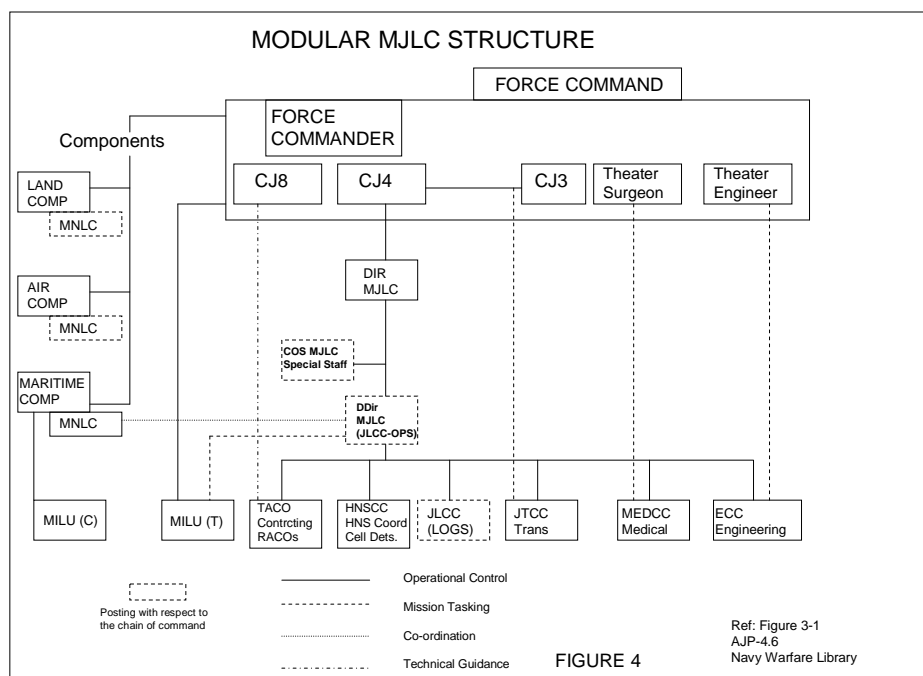 MODULAR MJLC STRUCTURE
FORCE COMMAND
FORCE
COMMANDER
Components
CJ8
CJ4
CJ3
Theater
Surgeon
Theater
Engineer
LAND
COMP
MNLC
DIR
MJLC
AIR
COMP
MNLC
COS MJLC
Special Staff
MARITIME
COMP
MNLC
DDir
MJLC
(JLCC-OPS)
MILU (C)
MILU (T)
TACO
Contrcting
RACOs
HNSCC
HNS Coord
Cell Dets.
JLCC
(LOGS)
JTCC
Trans
MEDCC
Medical
ECC
Engineering
Posting with respect to
the chain of command
Operational Control
Mission Tasking
Co-ordination
Technical Guidance
FIGURE 4
Ref: Figure 3-1
AJP-4.6
Navy Warfare Library